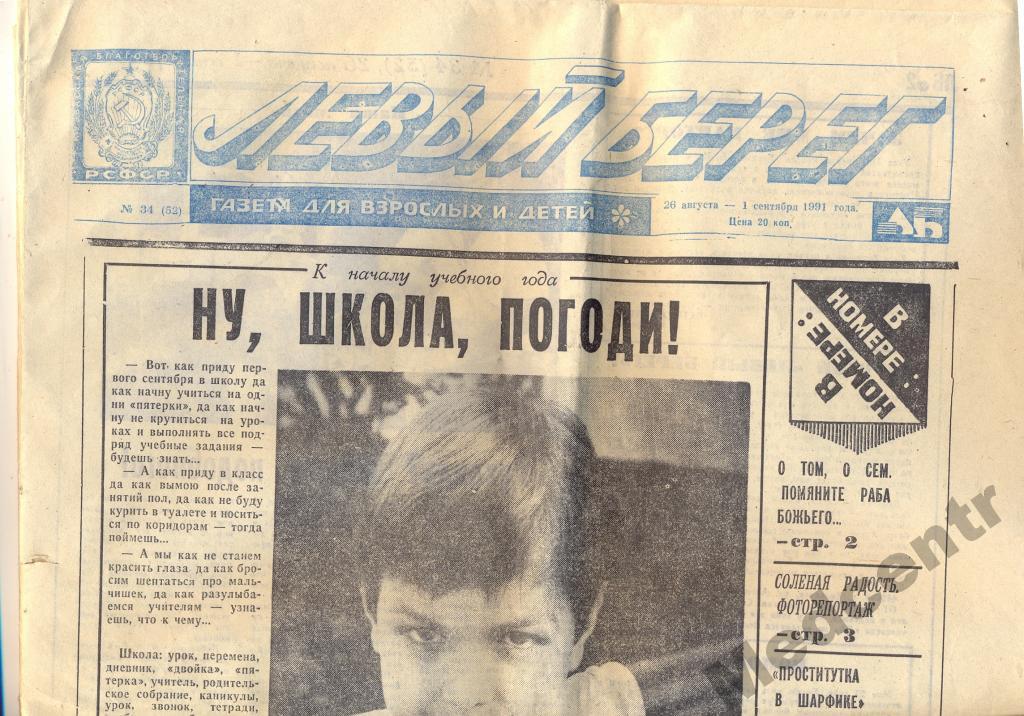 РСФСР
ЛЕВЫЙ БЕРЕГ
№ 34 (52)
ГАЗЕТА ДЛЯ ВЗРОСЛЫХ И ДЕТЕЙ
26 августа — 1 сентября 1991 года.
Цена 20 коп.
ЛБ
К началу учебного года
НУ, ШКОЛА, ПОГОДИ!
— Вот как приду пер-
вого сентября в школу да
как начну учиться на од-
ни «пятерки», да как нач-
ну не крутиться на уро-
ках и выполнять все под-
ряд учебные задания —
будешь знать...
— А как приду в класс
да как вымою после за-
нятий пол, да как не буду
курить в туалете и носить-
ся по коридорам — тогда
поймешь...
— А мы как не станем
красить глаза да как бро-
сим шептаться про маль-
чишек, да как разулыба-
емся учителям — узна-
ешь, что к чему...
Школа: урок, перемена,
дневник, «двойка», «пя-
терка», учитель, родитель-
ское собрание, каникулы,
урок, звонок, тетради,
В
НОМЕРЕ:
В
НОМЕРЕ:
О ТОМ, О СЕМ.
ПОМЯНИТЕ РАБА
БОЖЬЕГО...
—стр. 2
СОЛЕНАЯ РАДОСТЬ.
ФОТОРЕПОРТАЖ
—стр. 3
«ПРОСТИТУТКА
В ШАРФИКЕ»